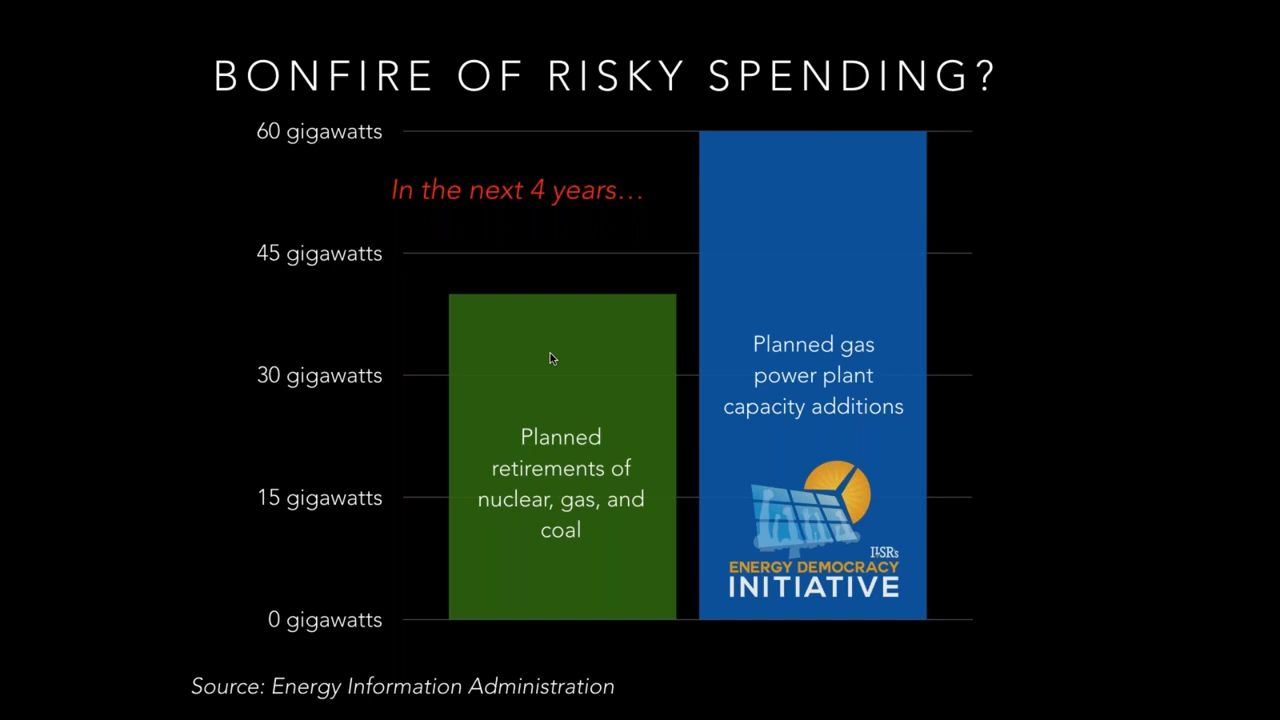 BONFIRE OF RISKY SPENDING?
60 gigawatts
In the next 4 years...
45 gigawatts
30 gigawatts
15 gigawatts
0 gigawatts
Planned
retirements of
nuclear, gas, and
coal
Planned gas
power plant
capacity additions
ILSRs
ENERGY DEMOCRACY
INITIATIVE
Source: Energy Information Administration